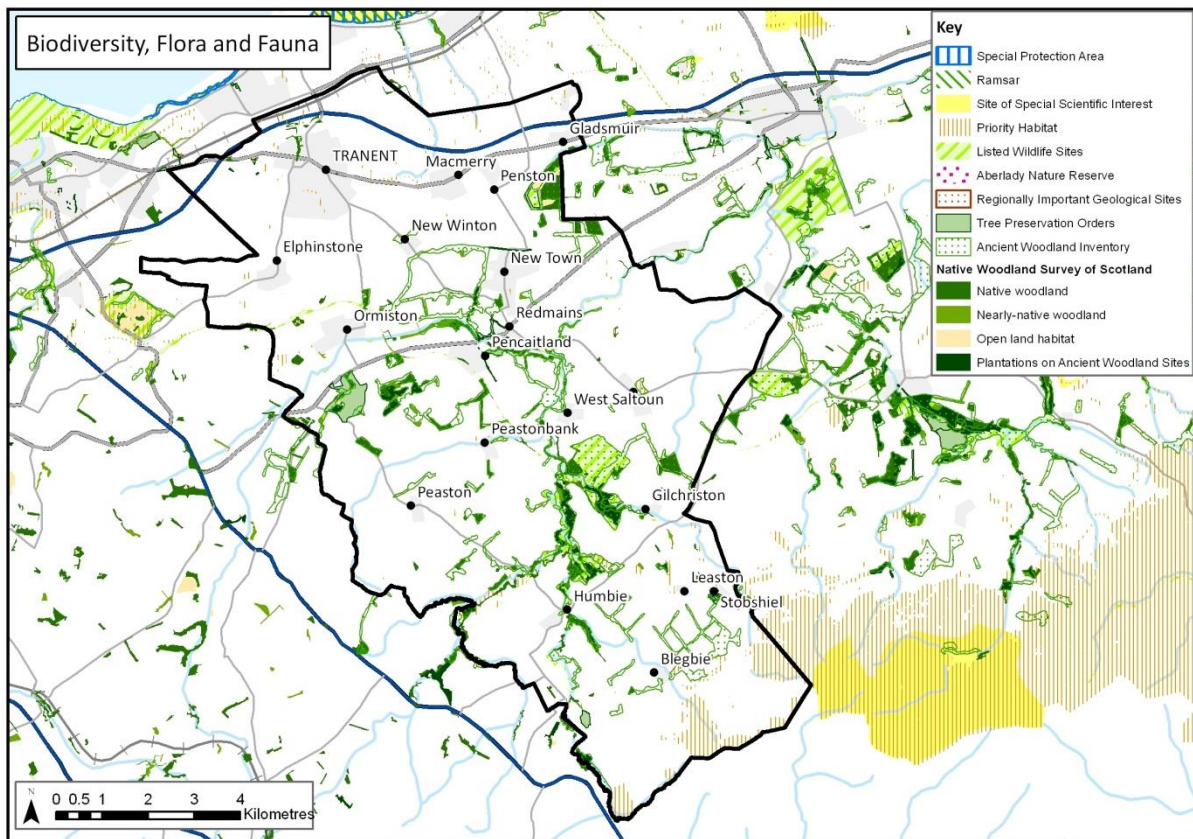 Biodiversity, Flora and Fauna
Key
Special Protection Area
Ramsar
Site of Special Scientific Interest
Priority Habitat
Listed Wildlife Sites
Aberlady Nature Reserve
Regionally Important Geological Sites
Tree Preservation Orders
Ancient Woodland Inventory
Native Woodland Survey of Scotland
Native woodland
Nearly-native woodland
Open land habitat
Plantations on Ancient Woodland Sites
Gladsmuir
TRANENT
Macmerry
Penston
New Winton
Elphinstone
New Town
Ormiston
Redmains
Pencaitland
West Saltoun
Peastonbank
Peaston
Gilchriston
Leaston
Stobshiel
Humbie
Blegbie
N
0 0.5 1 2 3 4
Kilometres